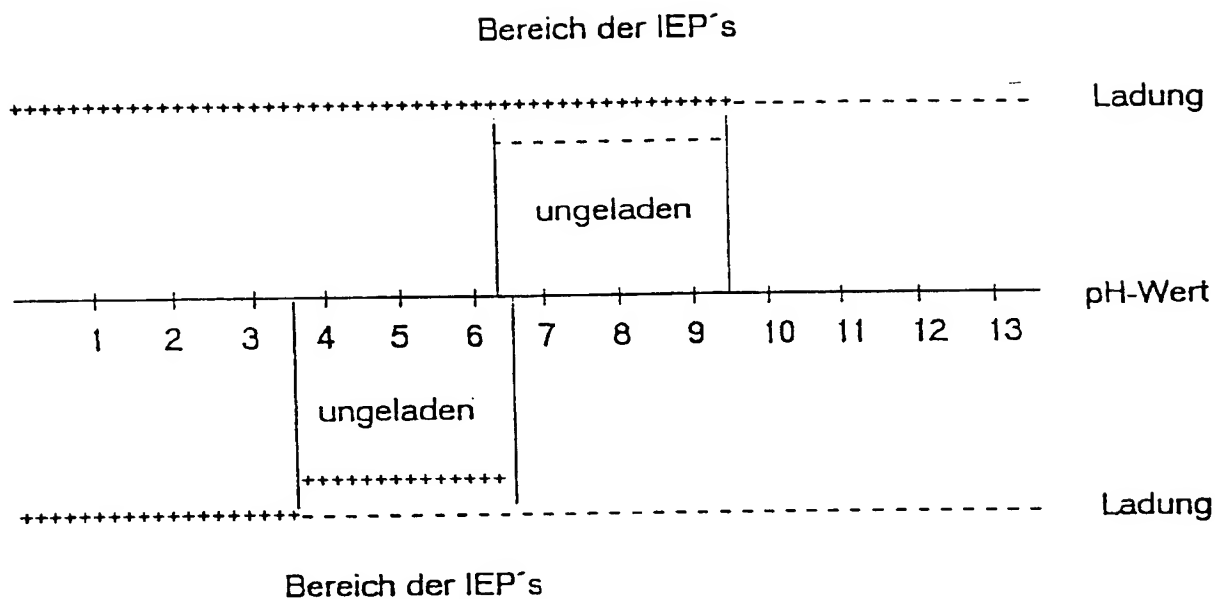 Bereich der IEP´s
+++++++++++++++++++++++++++++++++++++++++++++++++ - - - - - - - - - - - - - - - - - - - - Ladung
- - - - - - - - - - - - - - -
ungeladen
pH-Wert
1 2 3 4 5 6 7 8 9 10 11 12 13
ungeladen
++++++++++++++
+++++++++++++++++++ - - - - - - - - - - - - - - - - - - - - - - - - - - - - - - - - - - - - - - - - - - - - - - - - Ladung
Bereich der IEP´s